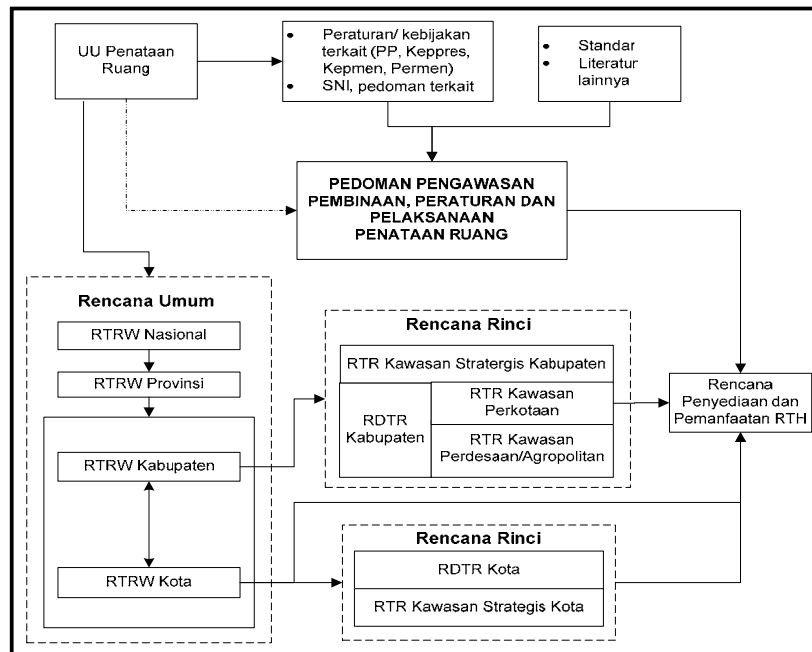 UU Penataan
Ruang
• Peraturan/ kebijakan
terkait (PP, Keppres,
Kepmen, Permen)
• SNI, pedoman terkait
• Standar
• Literatur
lainnya
PEDOMAN PENGAWASAN
PEMBINAAN, PERATURAN DAN
PELAKSANAAN
PENATAAN RUANG
Rencana Umum
RTRW Nasional
RTRW Provinsi
RTRW Kabupaten
RTRW Kota
Rencana Rinci
RTR Kawasan Stratergis Kabupaten
RDTR
Kabupaten
RTR Kawasan
Perkotaan
RTR Kawasan
Perdesaan/Agropolitan
Rencana Rinci
RDTR Kota
RTR Kawasan Strategis Kota
Rencana
Penyediaan dan
Pemanfaatan RTH